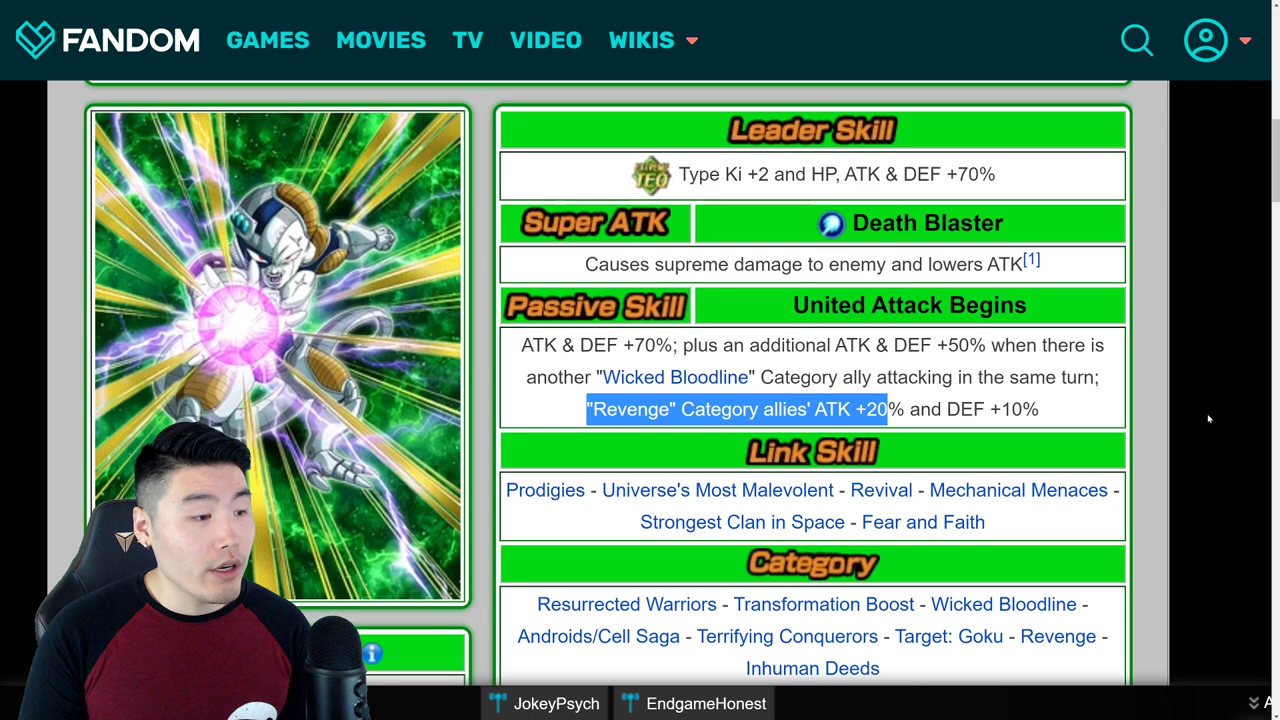 FANDOM GAMES MOVIES TV VIDEO WIKIS
Leader Skill
EXTREME TEQ Type Ki +2 and HP, ATK & DEF +70%
Super ATK Death Blaster
Causes supreme damage to enemy and lowers ATK[1]
Passive Skill United Attack Begins
ATK & DEF +70%; plus an additional ATK & DEF +50% when there is
another "Wicked Bloodline" Category ally attacking in the same turn;
"Revenge" Category allies' ATK +20% and DEF +10%
Link Skill
Prodigies - Universe's Most Malevolent - Revival - Mechanical Menaces -
Strongest Clan in Space - Fear and Faith
Category
Resurrected Warriors - Transformation Boost - Wicked Bloodline -
Androids/Cell Saga - Terrifying Conquerors - Target: Goku - Revenge -
Inhuman Deeds
JokeyPsych EndgameHonest A